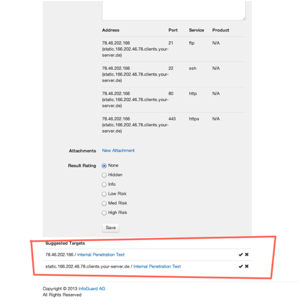 Address Port Service Product
78.46.202.166 21 ftp N/A
(static.166.202.46.78.clients.your-
server.de)
78.46.202.166 22 ssh N/A
(static.166.202.46.78.clients.your-
server.de)
78.46.202.166 80 http N/A
(static.166.202.46.78.clients.your-
server.de)
78.46.202.166 443 https N/A
(static.166.202.46.78.clients.your-
server.de)
Attachments New Attachment
Result Rating None
Hidden
Info
Low Risk
Med Risk
High Risk
Save
Suggested Targets
78.46.202.166 / Internal Penetration Test
static.166.202.46.78.clients.your-server.de / Internal Penetration Test
Copyright © 2013 InfoGuard AG
All Rights Reserved